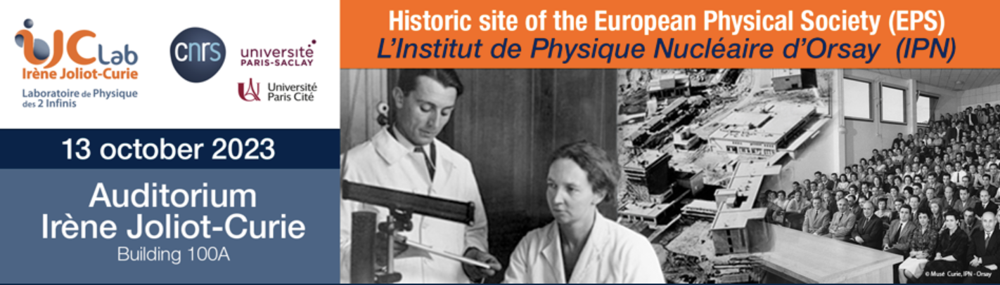 iJC Lab
Irène Joliot-Curie
Laboratoire de Physique
des 2 Infinis
cnrs
université
PARIS-SACLAY
Université
Paris Cité
13 october 2023
Auditorium
Irène Joliot-Curie
Building 100A
Historic site of the European Physical Society (EPS)
L'Institut de Physique Nucléaire d'Orsay (IPN)
© Musé Curie, IPN - Orsay